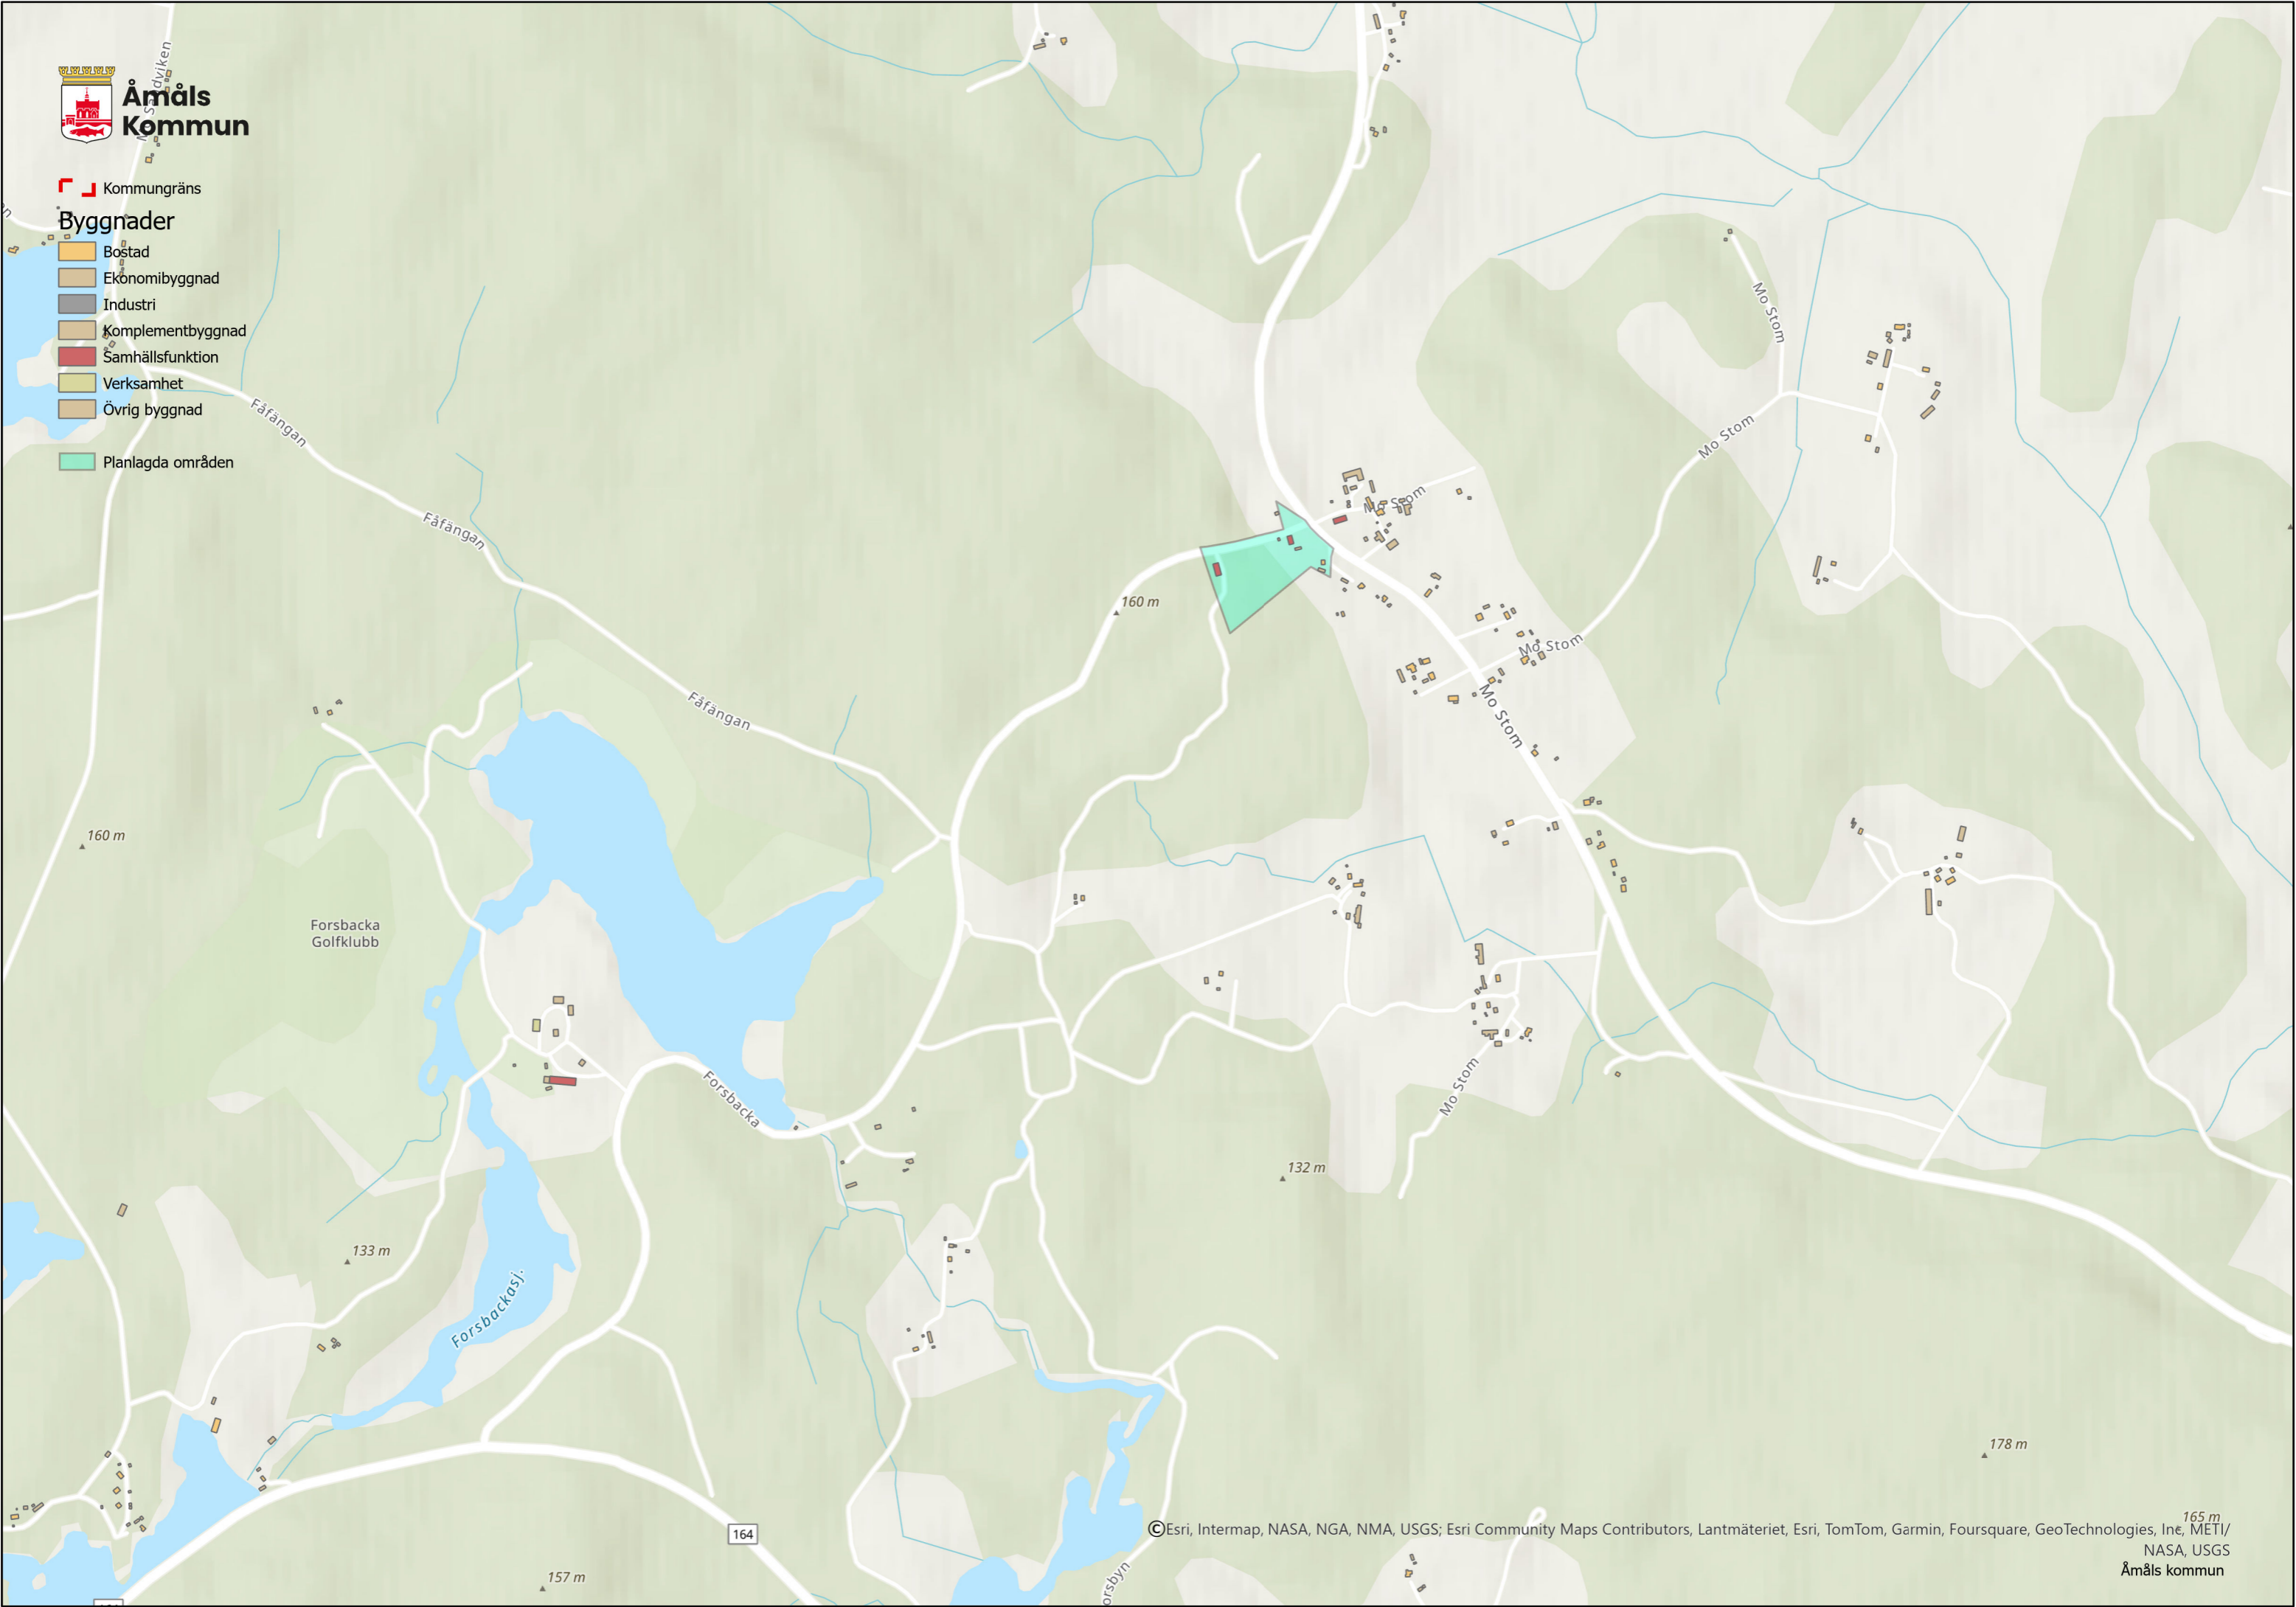 Åmåls
Kommun
Kommungräns
Byggnader
Bostad
Ekonomibyggnad
Industri
Komplementbyggnad
Samhällsfunktion
Verksamhet
Övrig byggnad
Planlagda områden
Mo Stom
Fåfängan
Mo Stom
Mo Stom
Fåfängan
160 m
Mo Stom
Fåfängan
Mo Stom
160 m
Forsbacka
Golfklubb
Forsbacka
Mo Stom
132 m
133 m
Forsbackasj.
178 m
165 m
164
157 m
©Esri, Intermap, NASA, NGA, NMA, USGS; Esri Community Maps Contributors, Lantmäteriet, Esri, TomTom, Garmin, Foursquare, GeoTechnologies, Inc, METI/
NASA, USGS
Åmåls kommun